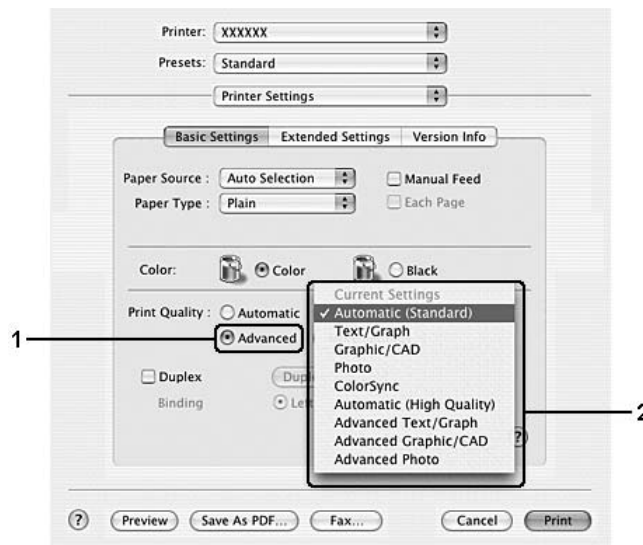 Printer: XXXXXX
Presets: Standard
Printer Settings
Basic Settings Extended Settings Version Info
Paper Source : Auto Selection Manual Feed
Paper Type : Plain Each Page
Color: Color Black
Current Settings
Print Quality : Automatic ✓ Automatic (Standard)
Text/Graph
1 Advanced Graphic/CAD
Photo
Duplex ColorSync
Binding Automatic (High Quality)
2
Advanced Text/Graph
Advanced Graphic/CAD ?
Advanced Photo
? Preview Save As PDF... Fax... Cancel Print